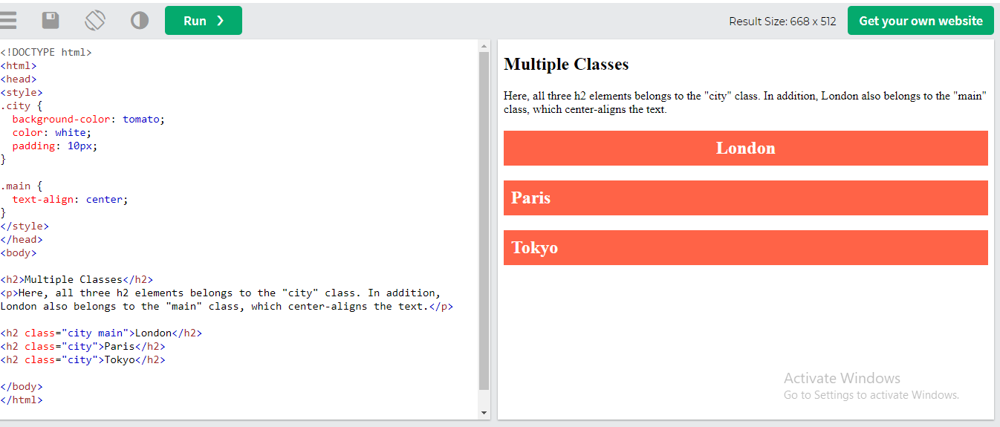 Run ❯
Result Size: 668 x 512
Get your own website
<!DOCTYPE html>
<html>
<head>
<style>
.city {
  background-color: tomato;
  color: white;
  padding: 10px;
}

.main {
  text-align: center;
}
</style>
</head>
<body>

<h2>Multiple Classes</h2>
<p>Here, all three h2 elements belongs to the "city" class. In addition,
London also belongs to the "main" class, which center-aligns the text.</p>

<h2 class="city main">London</h2>
<h2 class="city">Paris</h2>
<h2 class="city">Tokyo</h2>

</body>
</html>
Multiple Classes
Here, all three h2 elements belongs to the "city" class. In addition, London also belongs to the "main"
class, which center-aligns the text.
London
Paris
Tokyo
Activate Windows
Go to Settings to activate Windows.